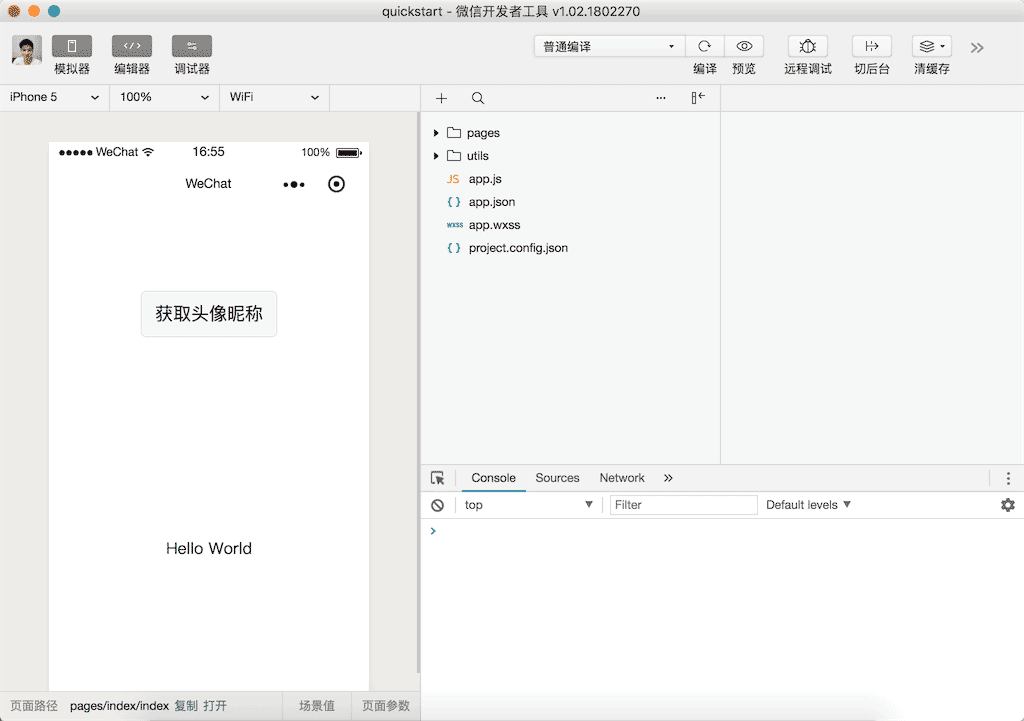 quickstart - 微信开发者工具 v1.02.1802270
模拟器 编辑器 调试器
普通编译
编译 预览 远程调试 切后台 清缓存
iPhone 5 100% WiFi
WeChat 16:55 100%
WeChat
获取头像昵称
Hello World
页面路径 pages/index/index 复制 打开 场景值 页面参数
pages
utils
JS app.js
{ } app.json
wxss app.wxss
{ } project.config.json
Console Sources Network
top Filter Default levels